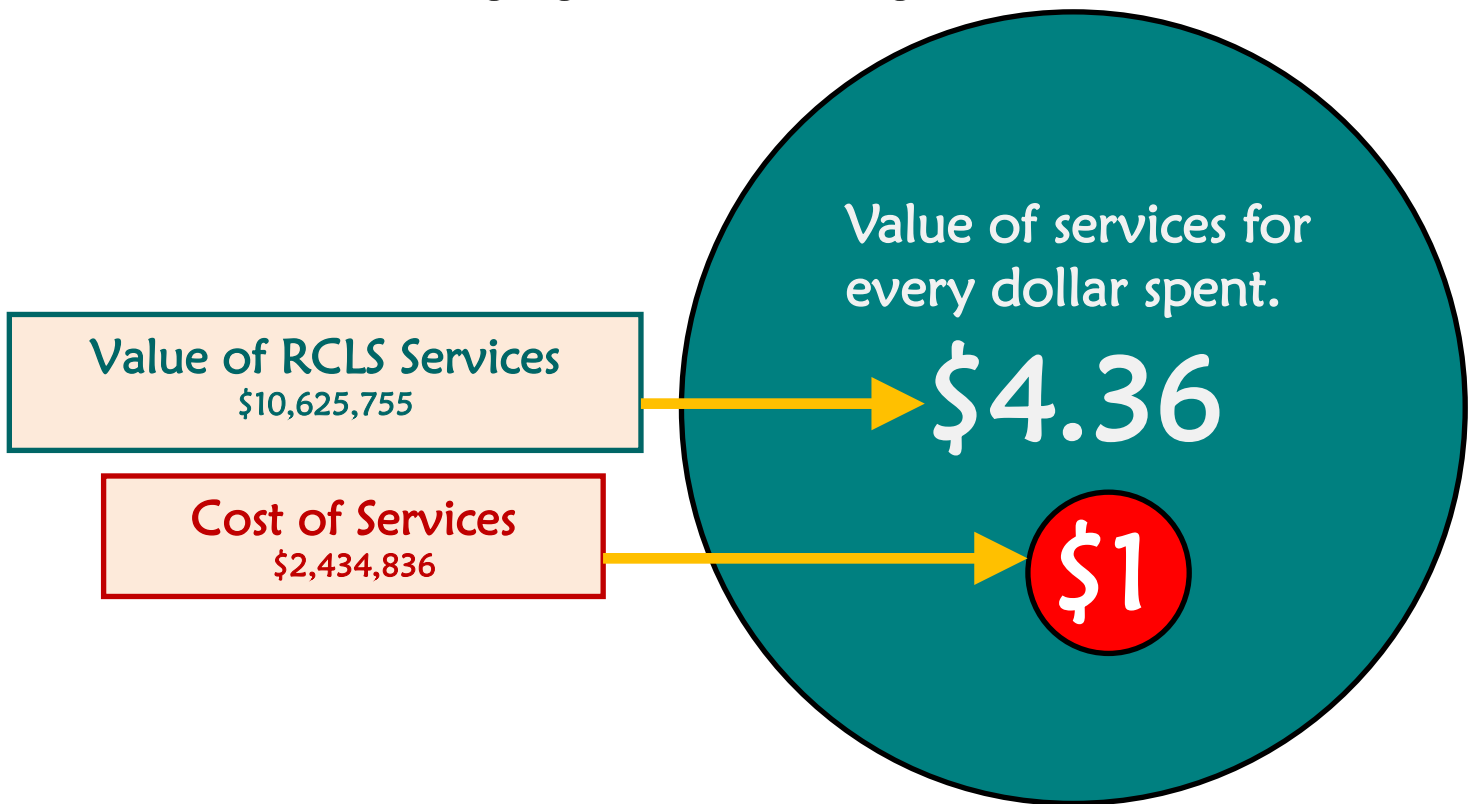 Value of services for
every dollar spent.
Value of RCLS Services
$10,625,755
$4.36
Cost of Services
$2,434,836
$1